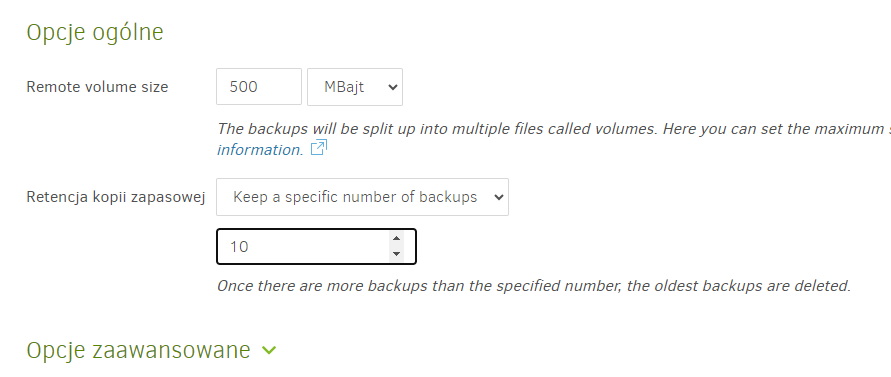 Opcje ogólne
Remote volume size 500 MBajt
The backups will be split up into multiple files called volumes. Here you can set the maximum
information.
Retencja kopii zapasowej Keep a specific number of backups
10
Once there are more backups than the specified number, the oldest backups are deleted.
Opcje zaawansowane